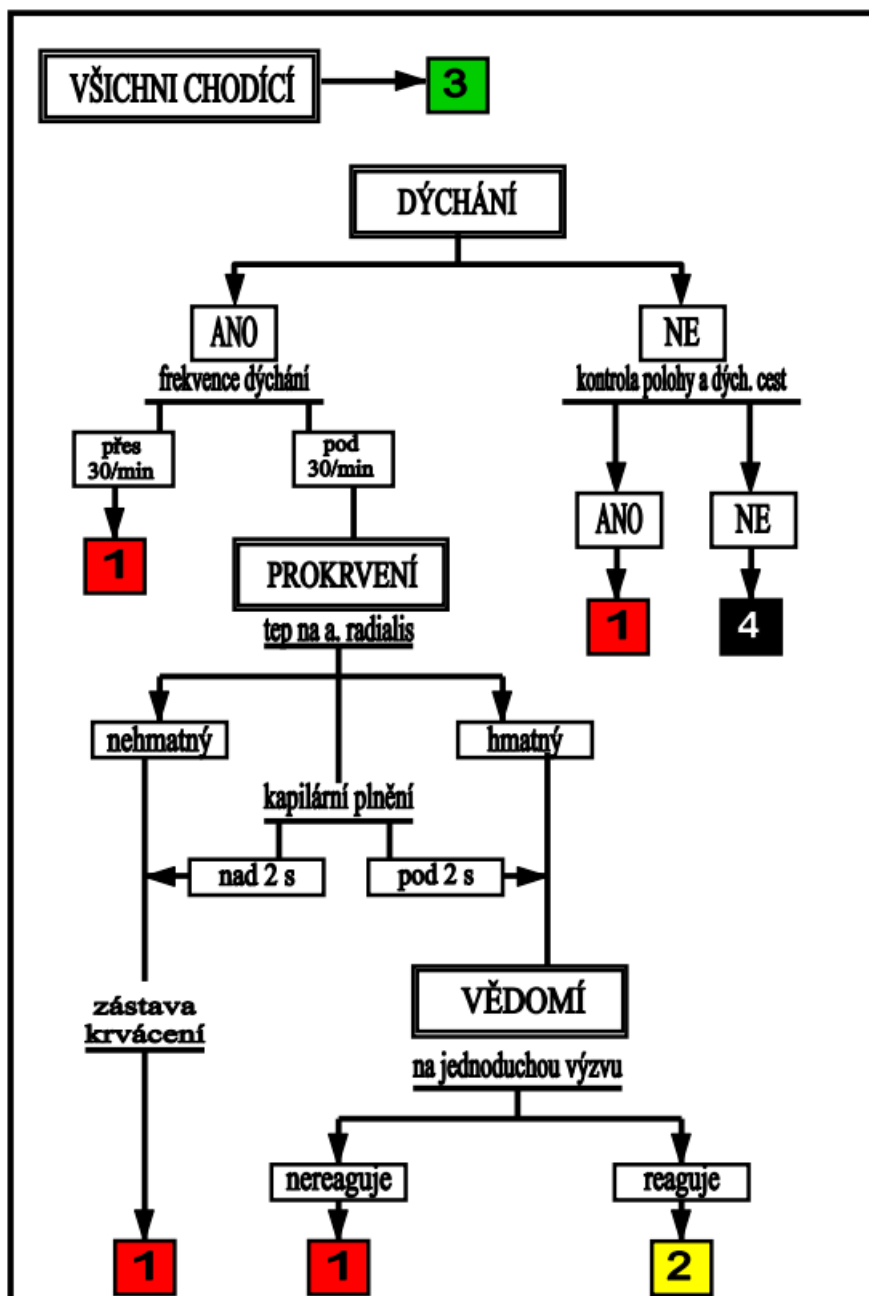 VŠICHNI CHODÍCÍ
3
DÝCHÁNÍ
ANO
NE
frekvence dýchání
kontrola polohy a dých. cest
přes
30/min
pod
30/min
ANO
NE
1
PROKRVENÍ
1
4
tep na a. radialis
nehmatný
hmatný
kapilární plnění
nad 2 s
pod 2 s
VĚDOMÍ
zástava
krvácení
na jednoduchou výzvu
nereaguje
reaguje
1
1
2